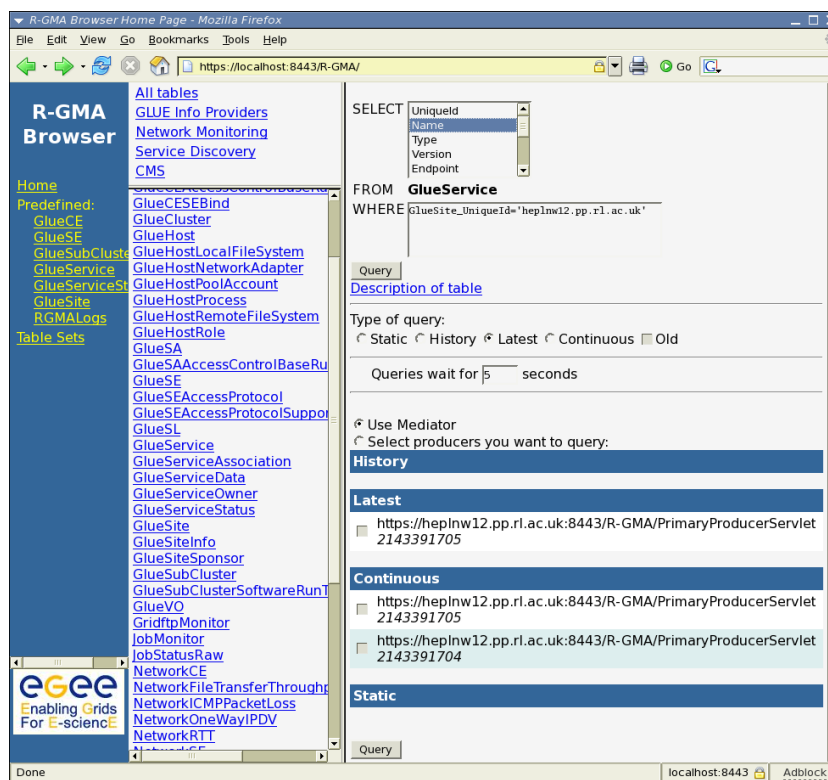 R-GMA Browser Home Page - Mozilla Firefox
File Edit View Go Bookmarks Tools Help
https://localhost:8443/R-GMA/
Go
G
R-GMA
Browser
Home
Predefined:
GlueCE
GlueSE
GlueSubCluste
GlueService
GlueServiceSt
GlueSite
RGMALogs
Table Sets
egee
Enabling Grids
For E-sciencE
All tables
GLUE Info Providers
Network Monitoring
Service Discovery
CMS
GlueCESEBind
GlueCluster
GlueHost
GlueHostLocalFileSystem
GlueHostNetworkAdapter
GlueHostPoolAccount
GlueHostProcess
GlueHostRemoteFileSystem
GlueHostRole
GlueSA
GlueSAAccessControlBaseRu
GlueSE
GlueSEAccessProtocol
GlueSEAccessProtocolSuppor
GlueSL
GlueService
GlueServiceAssociation
GlueServiceData
GlueServiceOwner
GlueServiceStatus
GlueSite
GlueSiteInfo
GlueSiteSponsor
GlueSubCluster
GlueSubClusterSoftwareRunT
GlueVO
GridftpMonitor
JobMonitor
JobStatusRaw
NetworkCE
NetworkFileTransferThroughp
NetworkICMPPacketLoss
NetworkOneWayIPDV
NetworkRTT
SELECT UniqueId
Name
Type
Version
Endpoint
FROM GlueService
WHERE GlueSite_UniqueId='heplnw12.pp.rl.ac.uk'
Query
Description of table
Type of query:
Static History Latest Continuous Old
Queries wait for 5 seconds
Use Mediator
Select producers you want to query:
History
Latest
https://heplnw12.pp.rl.ac.uk:8443/R-GMA/PrimaryProducerServlet
2143391705
Continuous
https://heplnw12.pp.rl.ac.uk:8443/R-GMA/PrimaryProducerServlet
2143391705
https://heplnw12.pp.rl.ac.uk:8443/R-GMA/PrimaryProducerServlet
2143391704
Static
Query
Done
localhost:8443 Adblock